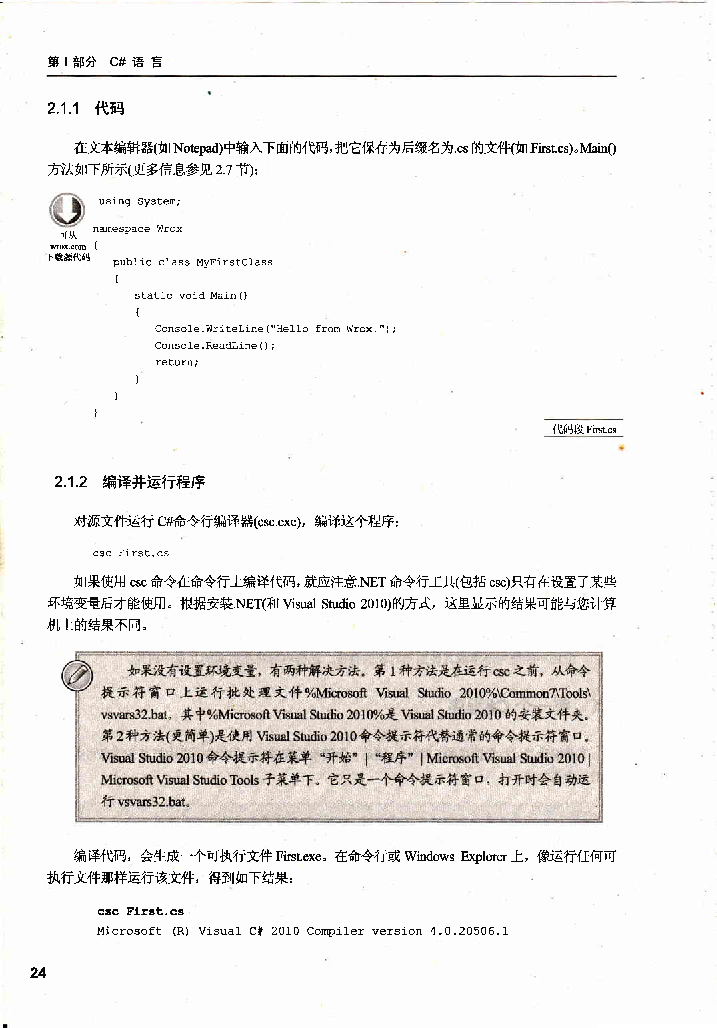 第 I 部分 C# 语 言
2.1.1 代码
在文本编辑器(如 Notepad)中输入下面的代码，把它保存为后缀名为.cs 的文件(如 First.cs)。Main()
方法如下所示(更多信息参见 2.7 节)：
using System;
可从
wrox.com
下载源代码
namespace Wrox
{
public class MyFirstClass
{
static void Main()
{
Console.WriteLine("Hello from Wrox.");
Console.ReadLine();
return;
}
}
}
代码段 First.cs
2.1.2 编译并运行程序
对源文件运行 C#命令行编译器(csc.exe)，编译这个程序：
csc First.cs
如果使用 csc 命令在命令行上编译代码，就应注意.NET 命令行工具(包括 csc)只有在设置了某些
环境变量后才能使用。根据安装.NET(和 Visual Studio 2010)的方式，这里显示的结果可能与您计算
机上的结果不同。
如果没有设置环境变量，有两种解决方法。第 1 种方法是在运行 csc 之前，从命令
提示符窗口上运行批处理文件%Microsoft Visual Studio 2010%\Common7\Tools\
vsvars32.bat，其中%Microsoft Visual Studio 2010%是 Visual Studio 2010 的安装文件夹。
第 2 种方法(更简单)是使用 Visual Studio 2010 命令提示符代替通常的命令提示符窗口。
Visual Studio 2010 命令提示符在菜单 “开始” | “程序” | Microsoft Visual Studio 2010 |
Microsoft Visual Studio Tools 子菜单下。它只是一个命令提示符窗口，打开时会自动运
行 vsvars32.bat。
编译代码，会生成一个可执行文件 First.exe。在命令行或 Windows Explorer 上，像运行任何可
执行文件那样运行该文件，得到如下结果：
csc First.cs
Microsoft (R) Visual C# 2010 Compiler version 4.0.20506.1
24